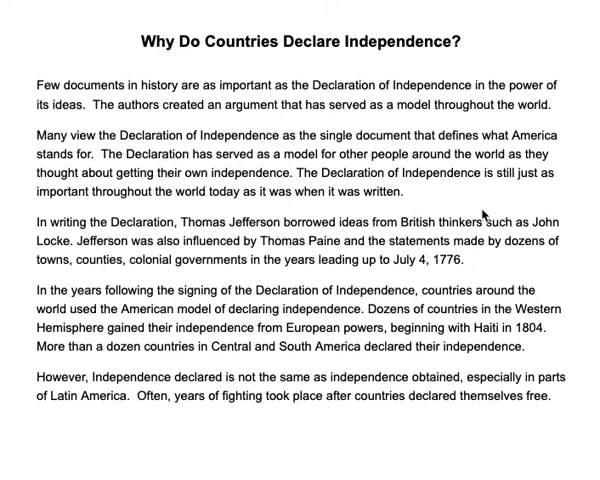 Why Do Countries Declare Independence?
Few documents in history are as important as the Declaration of Independence in the power of
its ideas.  The authors created an argument that has served as a model throughout the world.
Many view the Declaration of Independence as the single document that defines what America
stands for.  The Declaration has served as a model for other people around the world as they
thought about getting their own independence. The Declaration of Independence is still just as
important throughout the world today as it was when it was written.
In writing the Declaration, Thomas Jefferson borrowed ideas from British thinkers such as John
Locke. Jefferson was also influenced by Thomas Paine and the statements made by dozens of
towns, counties, colonial governments in the years leading up to July 4, 1776.
In the years following the signing of the Declaration of Independence, countries around the
world used the American model of declaring independence. Dozens of countries in the Western
Hemisphere gained their independence from European powers, beginning with Haiti in 1804.
More than a dozen countries in Central and South America declared their independence.
However, Independence declared is not the same as independence obtained, especially in parts
of Latin America.  Often, years of fighting took place after countries declared themselves free.